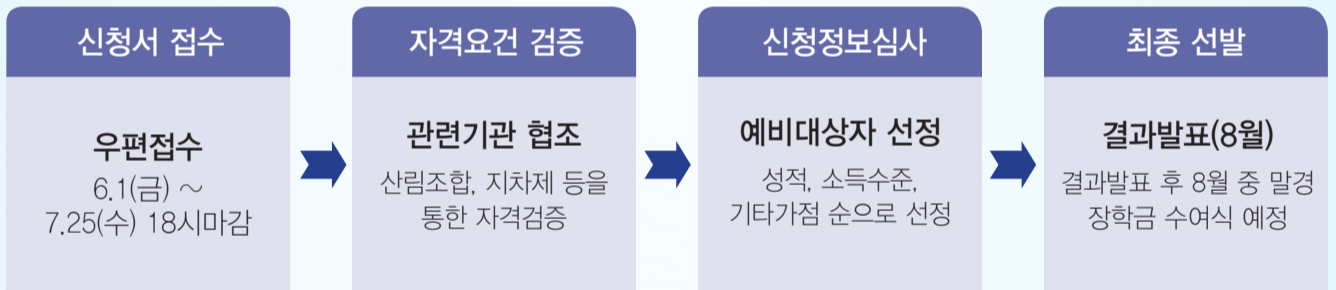 신청서 접수
우편접수
6.1(금) ~
7.25(수) 18시마감
자격요건 검증
관련기관 협조
산림조합, 지차제 등을
통한 자격검증
신청정보심사
예비대상자 선정
성적, 소득수준,
기타가점 순으로 선정
최종 선발
결과발표(8월)
결과발표 후 8월 중 말경
장학금 수여식 예정